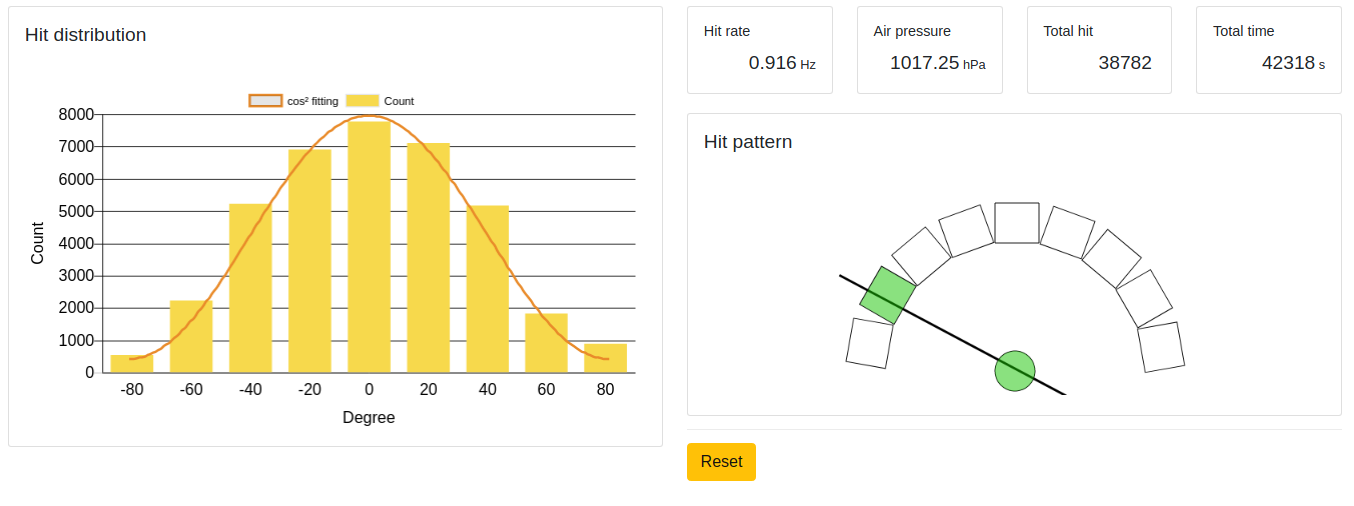 Hit distribution
cos² fitting Count
8000
7000
6000
5000
4000
3000
2000
1000
0
Count
-80 -60 -40 -20 0 20 40 60 80
Degree
Hit rate
0.916 Hz
Air pressure
1017.25 hPa
Total hit
38782
Total time
42318 s
Hit pattern
Reset